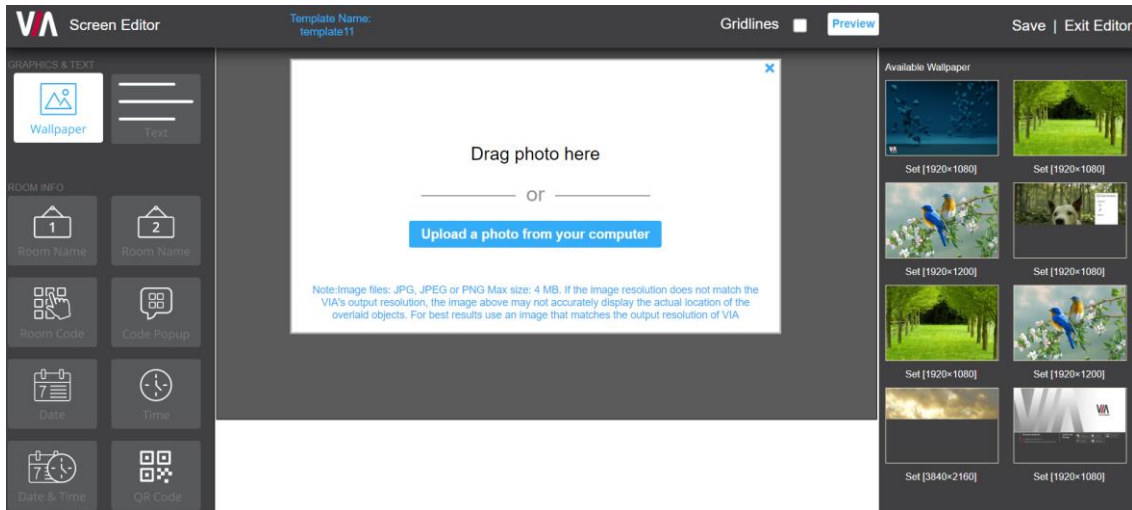 VIA Screen Editor
Template Name:
template11
Gridlines
Preview
Save | Exit Editor
GRAPHICS & TEXT
Wallpaper
Text
ROOM INFO
1
Room Name
2
Room Name
Room Code
Code Popup
7
Date
Time
7
Date & Time
QR Code
×
Drag photo here
or
Upload a photo from your computer
Note:Image files: JPG, JPEG or PNG Max size: 4 MB. If the image resolution does not match the
VIA's output resolution, the image above may not accurately display the actual location of the
overlaid objects. For best results use an image that matches the output resolution of VIA
Available Wallpaper
VIA
Set [1920×1080]
Set [1920×1080]
Set [1920×1200]
Set [1920×1080]
Set [1920×1080]
Set [1920×1200]
VIA
Set [3840×2160]
Set [1920×1080]